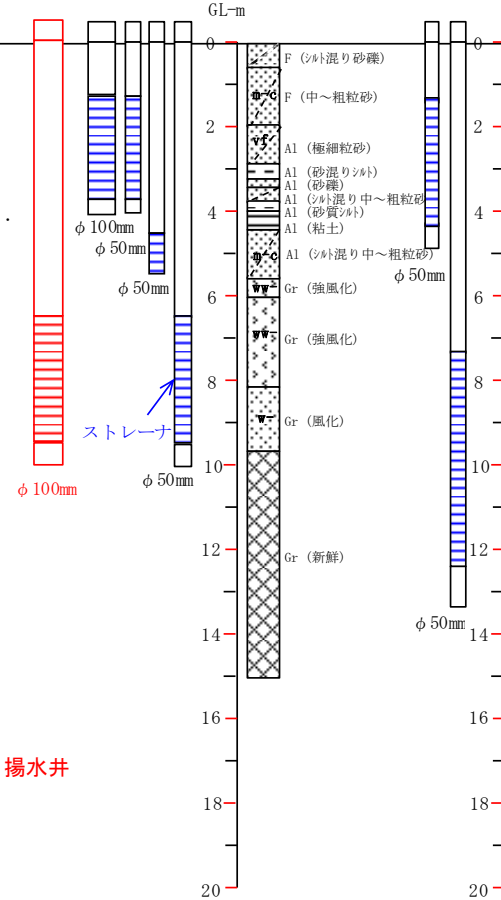 GL-m
0
F (ｼﾙﾄ混り砂礫)
m-c
F (中～粗粒砂)
2
vf
Al (極細粒砂)
Al (砂混りｼﾙﾄ)
Al (砂礫)
Al (ｼﾙﾄ混り中～粗粒砂
4
Al (砂質ｼﾙﾄ)
Al (粘土)
φ100mm
φ50mm
m-c
Al (ｼﾙﾄ混り中～粗粒砂)
φ50mm
φ50mm
ww-
Gr (強風化)
6
ww-
Gr (強風化)
8
ストレーナ
w-
Gr (風化)
10
φ50mm
φ100mm
12
Gr (新鮮)
14
16
揚水井
18
20
0
2
4
6
8
10
12
φ50mm
14
16
18
20